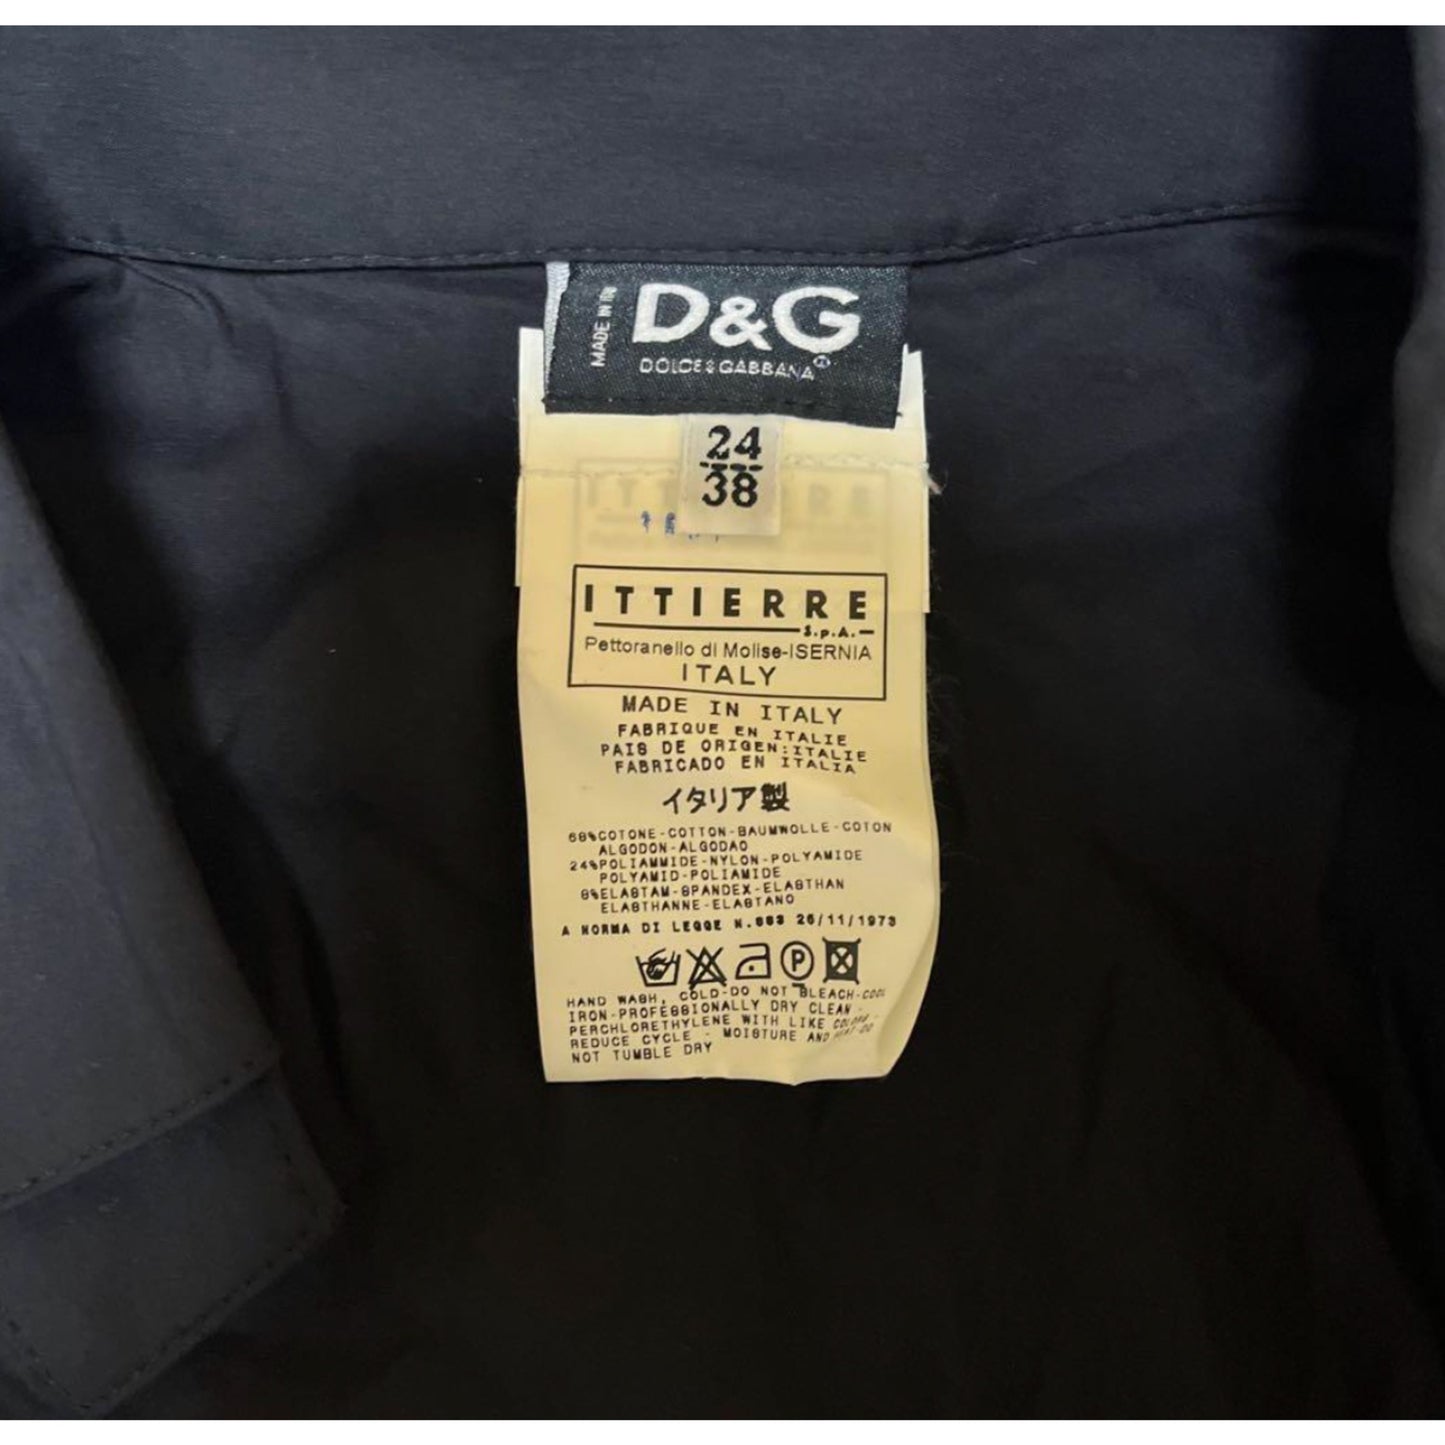 MADE IN
D&G
DOLCE & GABBANA
24
38
ITTIERRE
S.p.A.
Pettoranello di Molise-ISERNIA
ITALY
MADE IN ITALY
FABRIQUE EN ITALIE
PAIS DE ORIGEN:ITALIE
FABRICADO EN ITALIA
イタリア製
68%COTONE-COTTON-BAUMWOLLE-COTON
ALGODON-ALGODAO
24%POLIAMMIDE-NYLON-POLYAMIDE
POLYAMID-POLIAMIDE
8%ELASTAM-SPANDEX-ELASTHAN
ELASTHANNE-ELASTANO
A NORMA DI LEGGE N.883 26/11/1973
P
HAND WASH, COLD-DO NOT BLEACH-COOL
IRON-PROFESSIONALLY DRY CLEAN -
PERCHLORETHYLENE WITH LIKE COLORS -
REDUCE CYCLE - MOISTURE AND HEAT-DO
NOT TUMBLE DRY